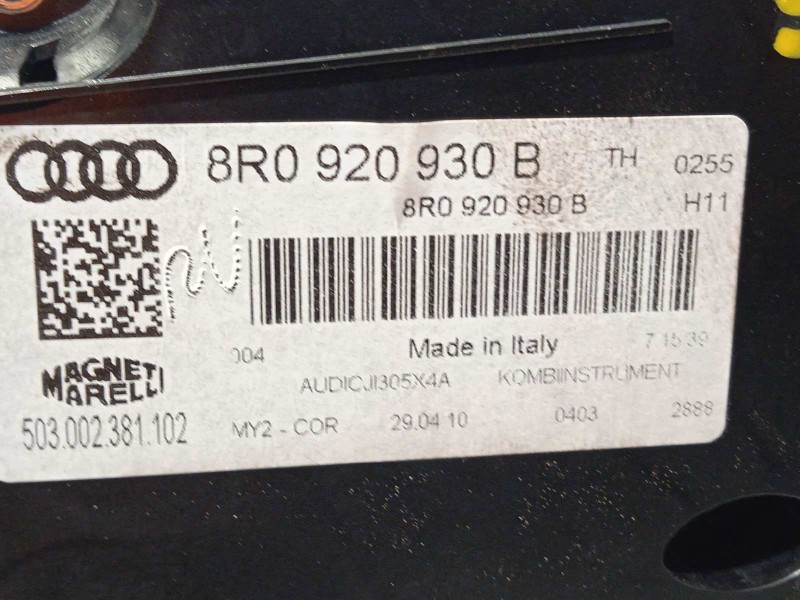 8R0 920 930 B TH 0255
8R0 920 930 B H11
004 Made in Italy 7 15 39
MAGNETI MARELLI
AUDICJI305X4A KOMBIINSTRUMENT
503.002.381.102 MY2 - COR 29.04 10 0403 2888